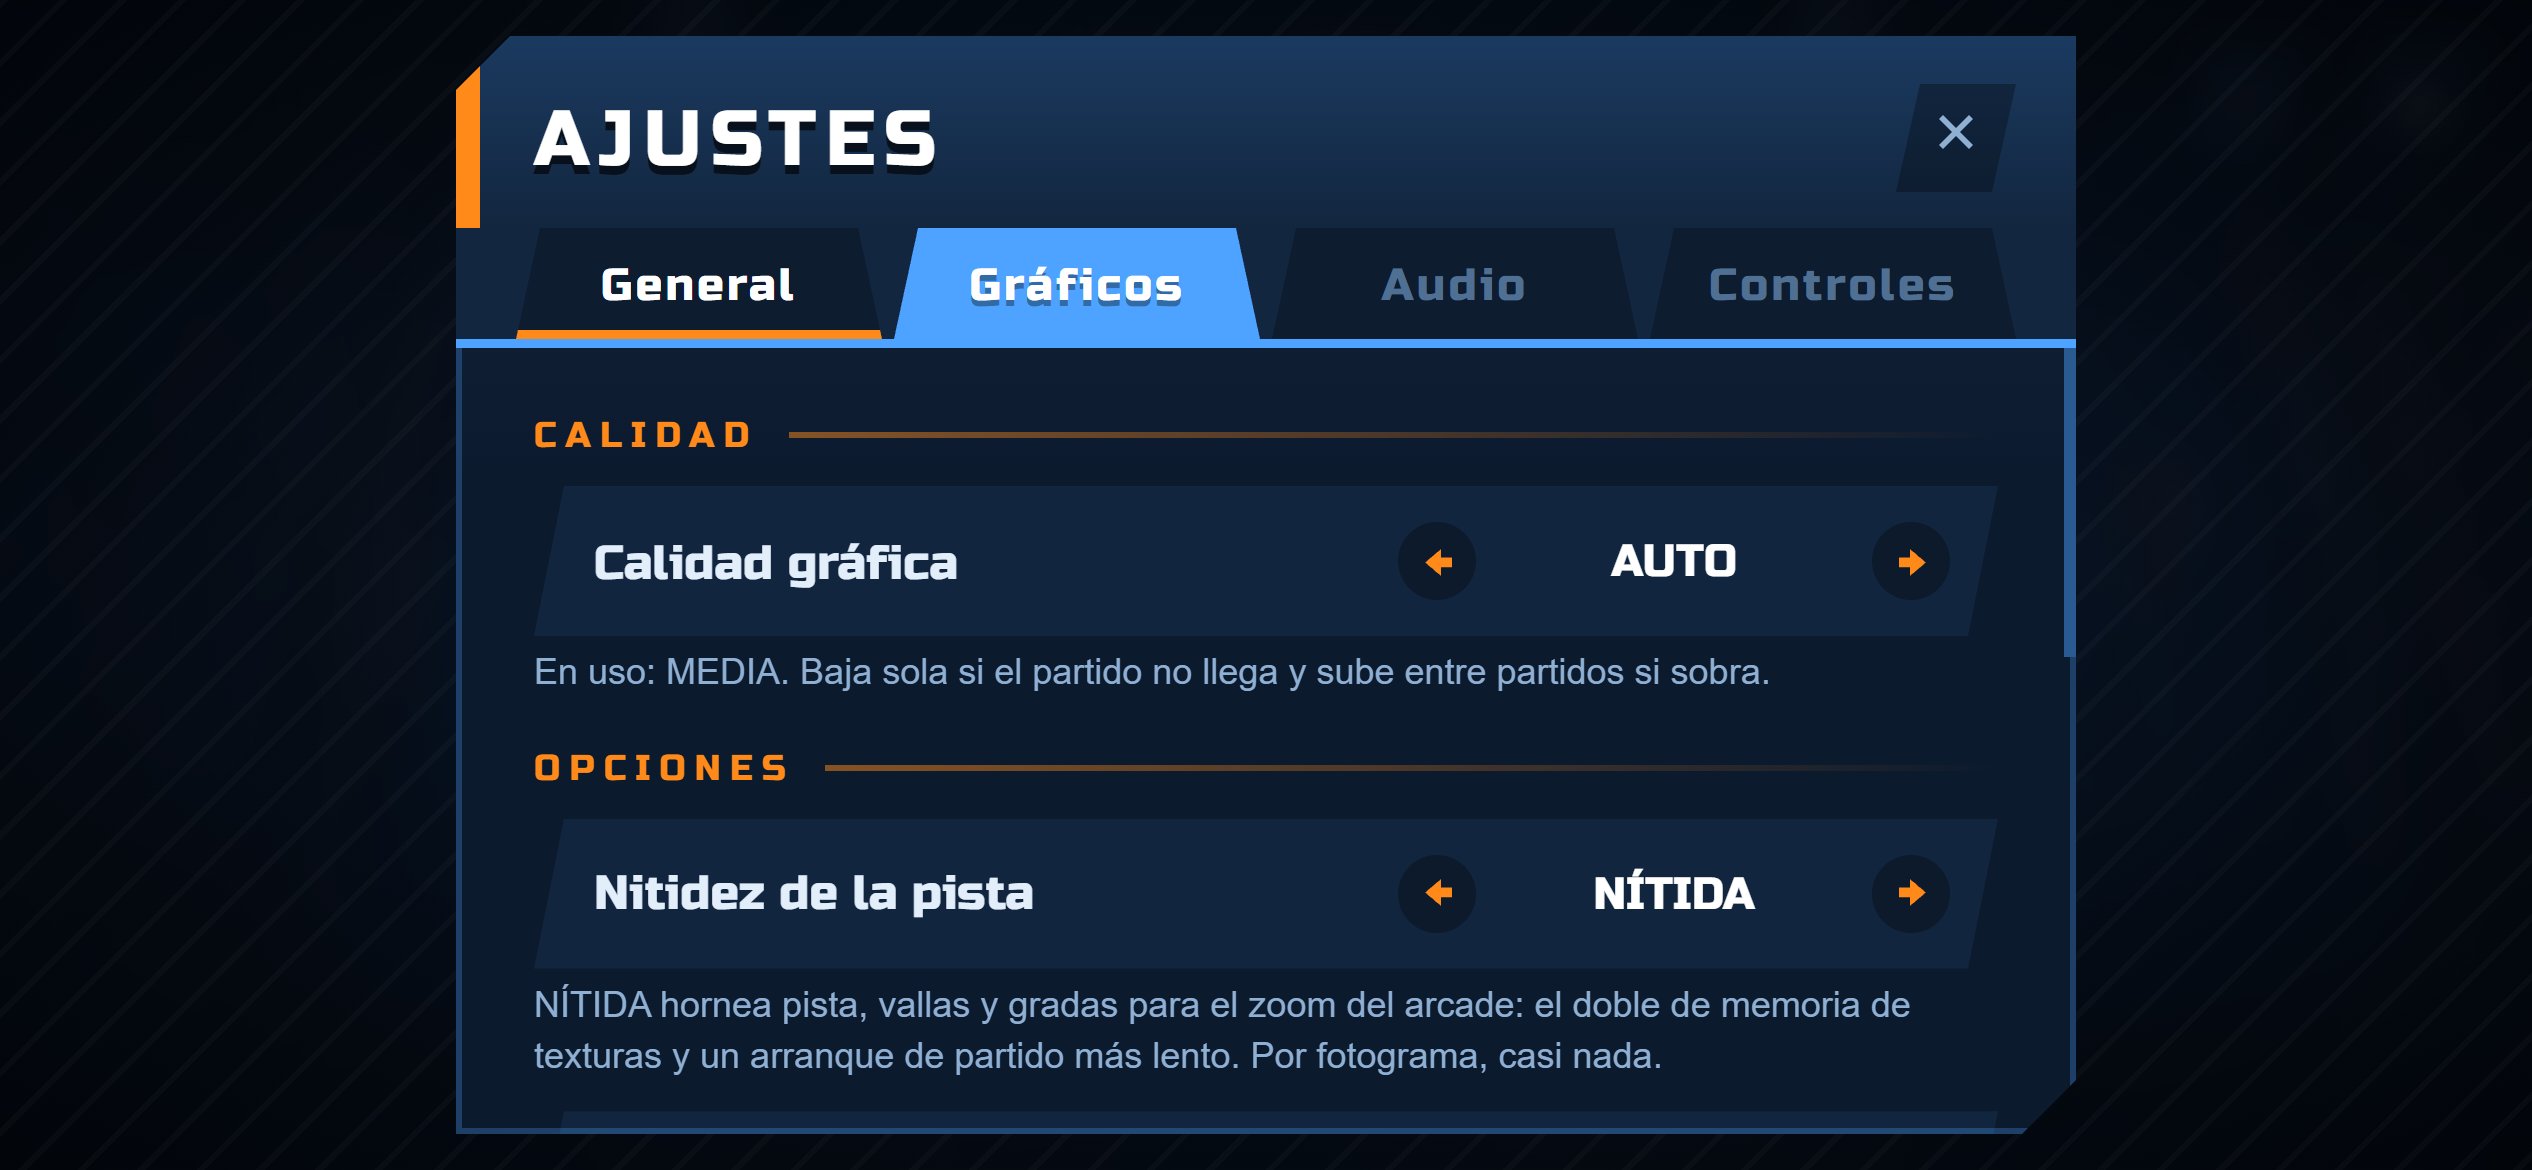 AJUSTES
General
Gráficos
Audio
Controles
CALIDAD
Calidad gráfica
AUTO
En uso: MEDIA. Baja sola si el partido no llega y sube entre partidos si sobra.
OPCIONES
Nitidez de la pista
NÍTIDA
NÍTIDA hornea pista, vallas y gradas para el zoom del arcade: el doble de memoria de
texturas y un arranque de partido más lento. Por fotograma, casi nada.